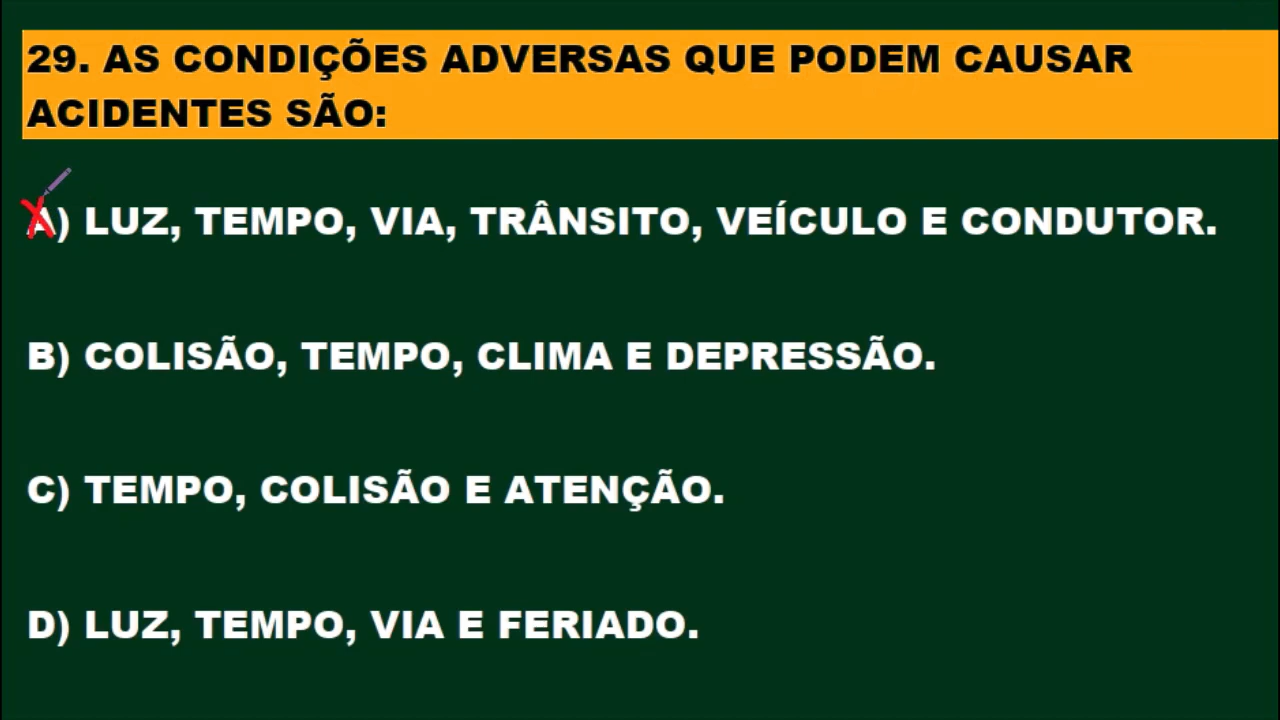 29. AS CONDIÇÕES ADVERSAS QUE PODEM CAUSAR
ACIDENTES SÃO:
A) LUZ, TEMPO, VIA, TRÂNSITO, VEÍCULO E CONDUTOR.
B) COLISÃO, TEMPO, CLIMA E DEPRESSÃO.
C) TEMPO, COLISÃO E ATENÇÃO.
D) LUZ, TEMPO, VIA E FERIADO.